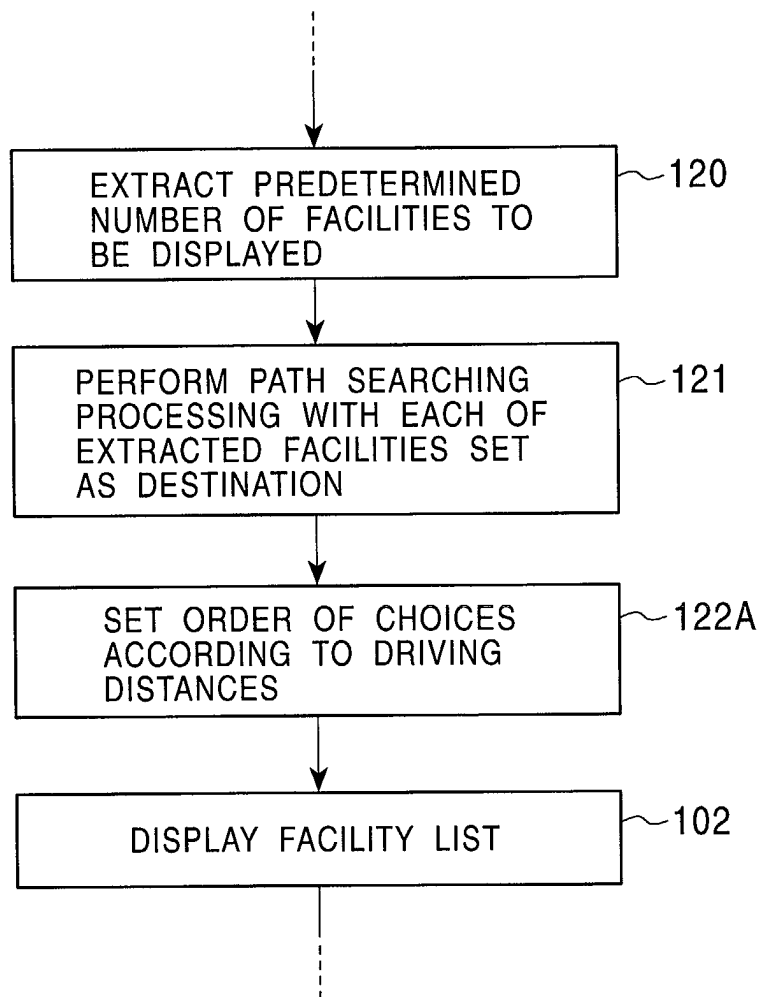 EXTRACT PREDETERMINED
NUMBER OF FACILITIES TO
BE DISPLAYED
120
PERFORM PATH SEARCHING
PROCESSING WITH EACH OF
EXTRACTED FACILITIES SET
AS DESTINATION
121
SET ORDER OF CHOICES
ACCORDING TO DRIVING
DISTANCES
122A
DISPLAY FACILITY LIST
102